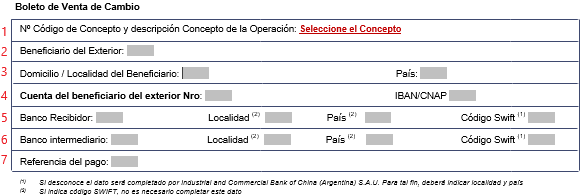 Boleto de Venta de Cambio
1 Nº Código de Concepto y descripción Concepto de la Operación: Seleccione el Concepto
2 Beneficiario del Exterior:
3 Domicilio / Localidad del Beneficiario: País:
4 Cuenta del beneficiario del exterior Nro: IBAN/CNAP
5 Banco Recibidor: Localidad (2) País (2) Código Swift (1)
6 Banco intermediario: Localidad (2) País (2) Código Swift (1)
7 Referencia del pago:
(1) Si desconoce el dato será completado por Industrial and Commercial Bank of China (Argentina) S.A.U. Para tal fin, deberá indicar localidad y país
(2) Si indica código SWIFT, no es necesario completar este dato